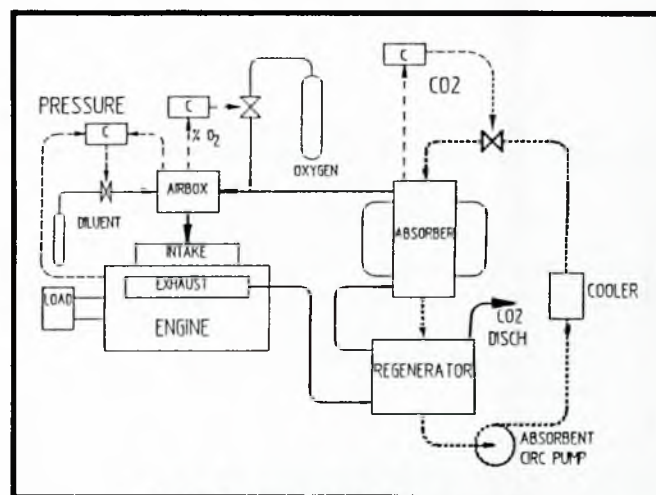 PRESSURE
C
C
% O2
OXYGEN
C
CO2
DILUENT
AIRBOX
INTAKE
EXHAUST
ENGINE
LOAD
ABSORBER
REGENERATOR
CO2
DISCH
COOLER
ABSORBENT
CIRC PUMP